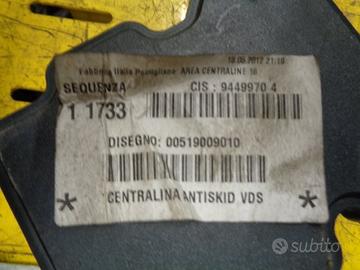 18.05.2012 21:10
Fabbrica Italia Pomigliano AREA CENTRALINE 16
SEQUENZA
CIS : 9449970 4
1 1733
DISEGNO: 00519009010
* *
CENTRALINA ANTISKID VDS
subito